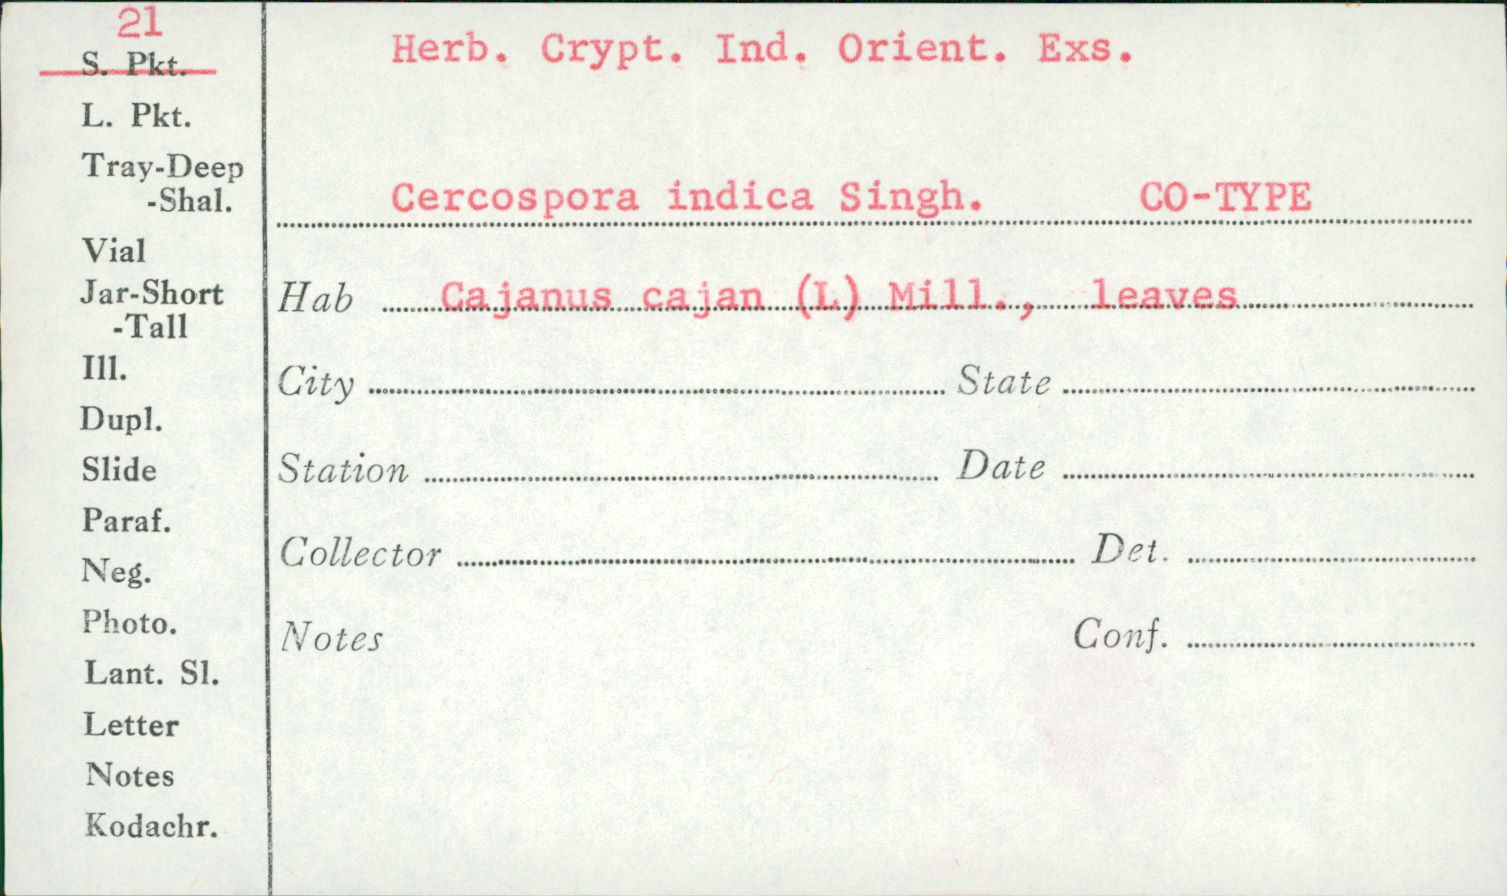 21
S. Pkt.
L. Pkt.
Tray-Deep
-Shal.
Vial
Jar-Short
-Tall
Ill.
Dupl.
Slide
Paraf.
Neg.
Photo.
Lant. Sl.
Letter
Notes
Kodachr.
Herb. Crypt. Ind. Orient. Exs.
Cercospora indica Singh. CO-TYPE
Hab Cajanus cajan (L) Mill., leaves
City State
Station Date
Collector Det.
Notes Conf.